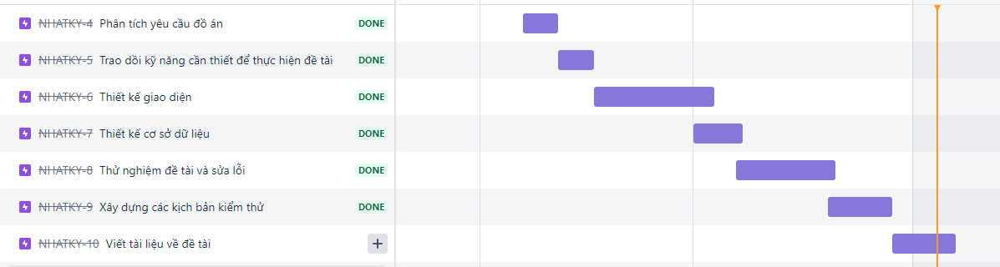 NHATKY-4 Phân tích yêu cầu đồ án DONE
NHATKY-5 Trao dồi kỹ năng cần thiết để thực hiện đề tài DONE
NHATKY-6 Thiết kế giao diện DONE
NHATKY-7 Thiết kế cơ sở dữ liệu DONE
NHATKY-8 Thử nghiệm đề tài và sửa lỗi DONE
NHATKY-9 Xây dựng các kịch bản kiểm thử DONE
NHATKY-10 Viết tài liệu về đề tài